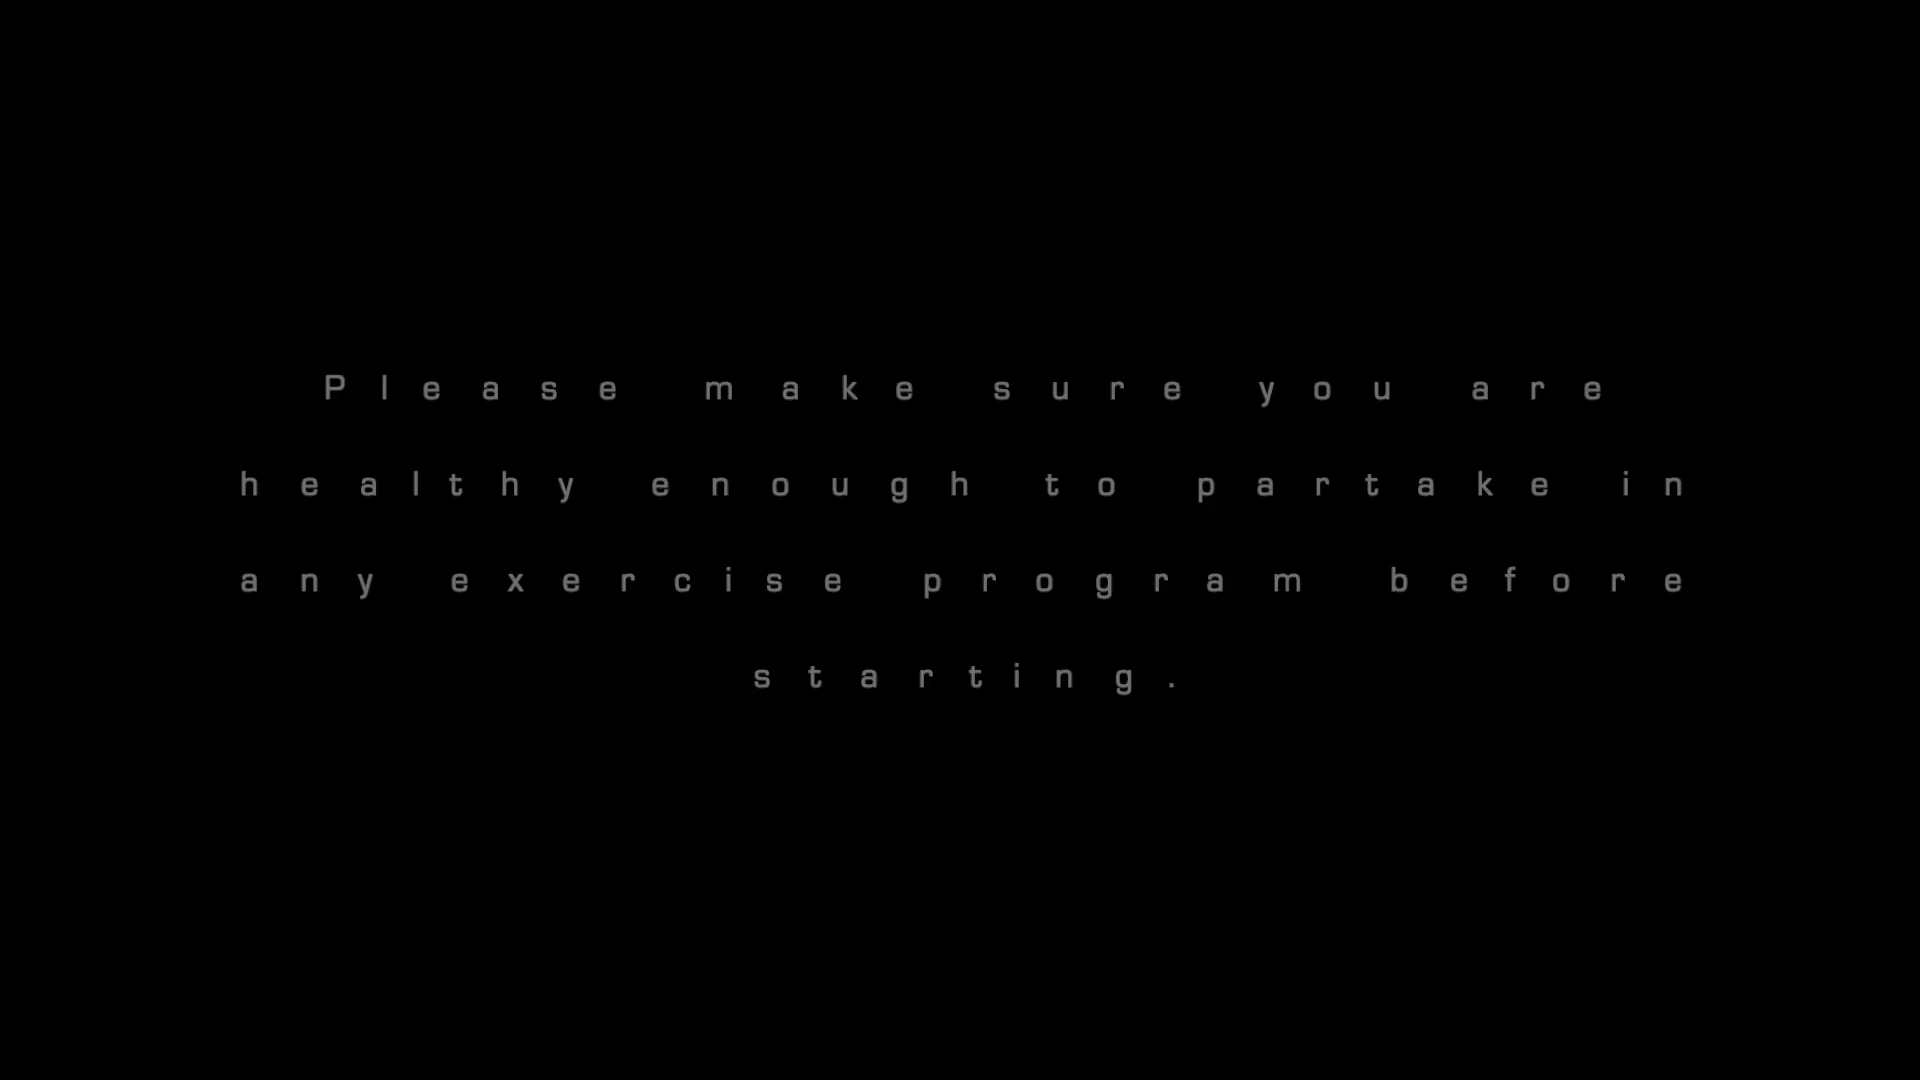 Please make sure you are
healthy enough to partake in
any exercise program before
starting.